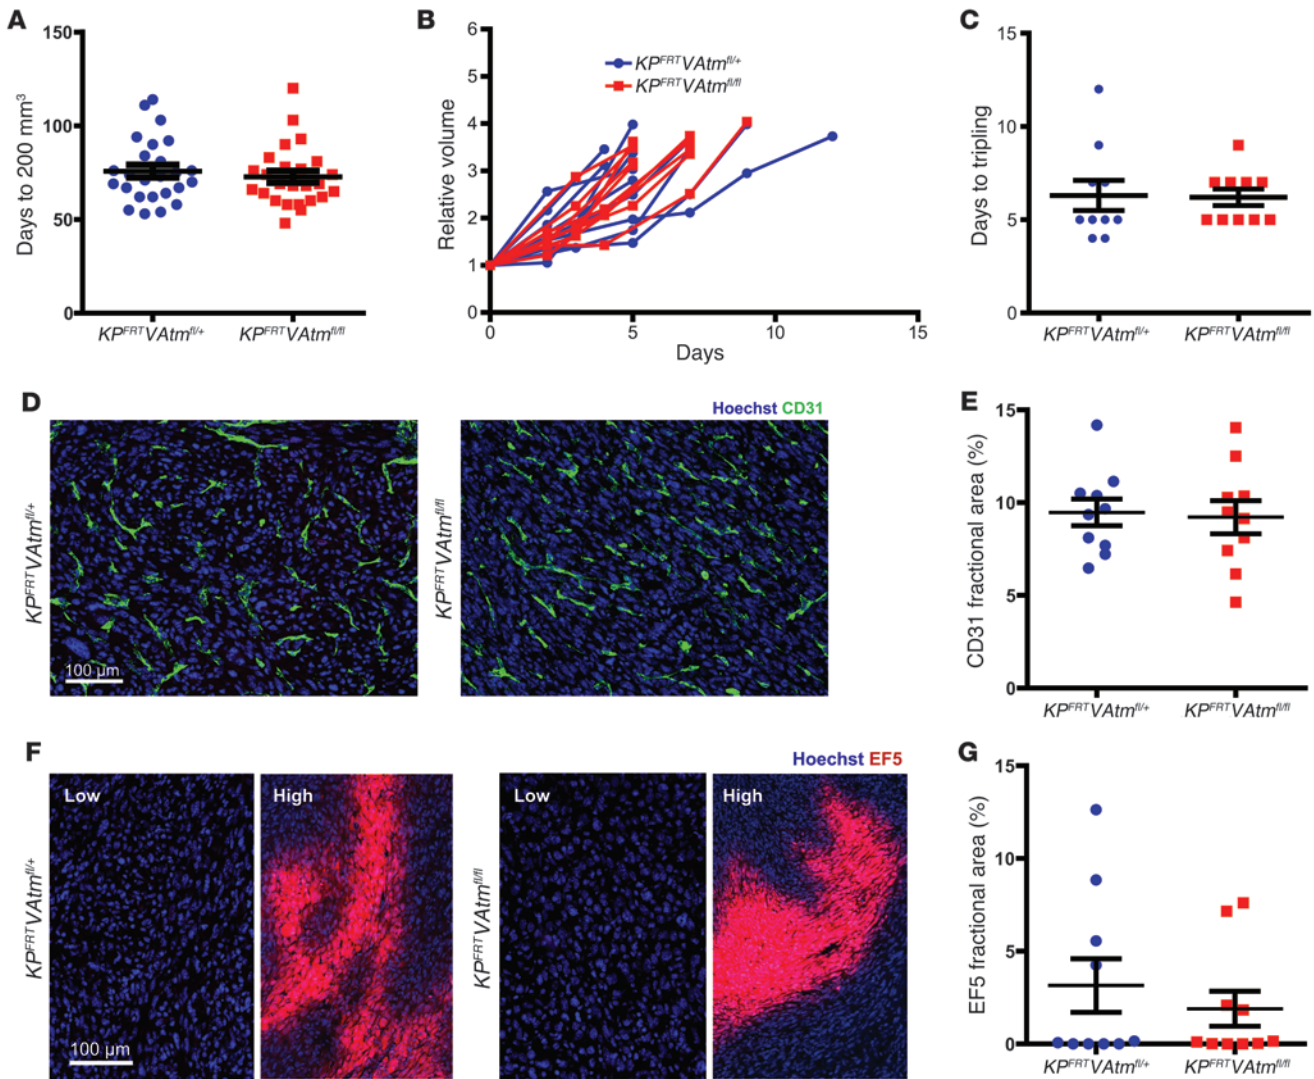 A
150
100
50
0
Days to 200 mm³
KPFRTVAtmfl/+
KPFRTVAtmfl/fl
B
6
5
4
3
2
1
0
Relative volume
KPFRTVAtmfl/+
KPFRTVAtmfl/fl
0
5
10
15
Days
C
15
10
5
0
Days to tripling
KPFRTVAtmfl/+
KPFRTVAtmfl/fl
D
Hoechst CD31
KPFRTVAtmfl/+
100 µm
KPFRTVAtmfl/fl
E
15
10
5
0
CD31 fractional area (%)
KPFRTVAtmfl/+
KPFRTVAtmfl/fl
F
Hoechst EF5
KPFRTVAtmfl/+
Low
High
100 µm
KPFRTVAtmfl/fl
Low
High
G
15
10
5
0
EF5 fractional area (%)
KPFRTVAtmfl/+
KPFRTVAtmfl/fl